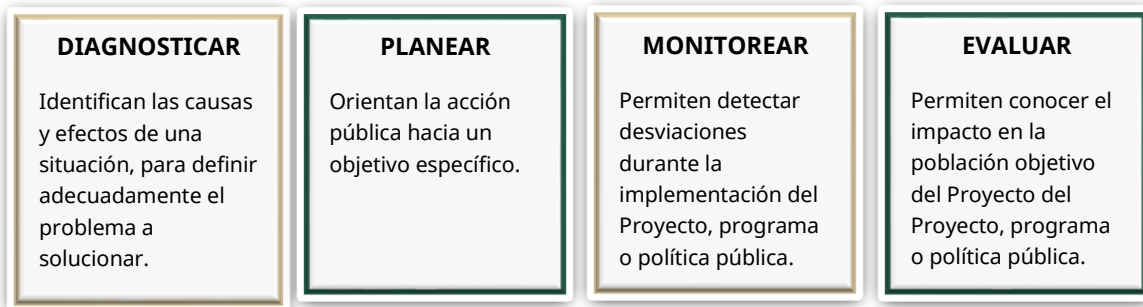 DIAGNOSTICAR
Identifican las causas
y efectos de una
situación, para definir
adecuadamente el
problema a
solucionar.
PLANEAR
Orientan la acción
pública hacia un
objetivo específico.
MONITOREAR
Permiten detectar
desviaciones
durante la
implementación del
Proyecto, programa
o política pública.
EVALUAR
Permiten conocer el
impacto en la
población objetivo
del Proyecto del
Proyecto, programa
o política pública.